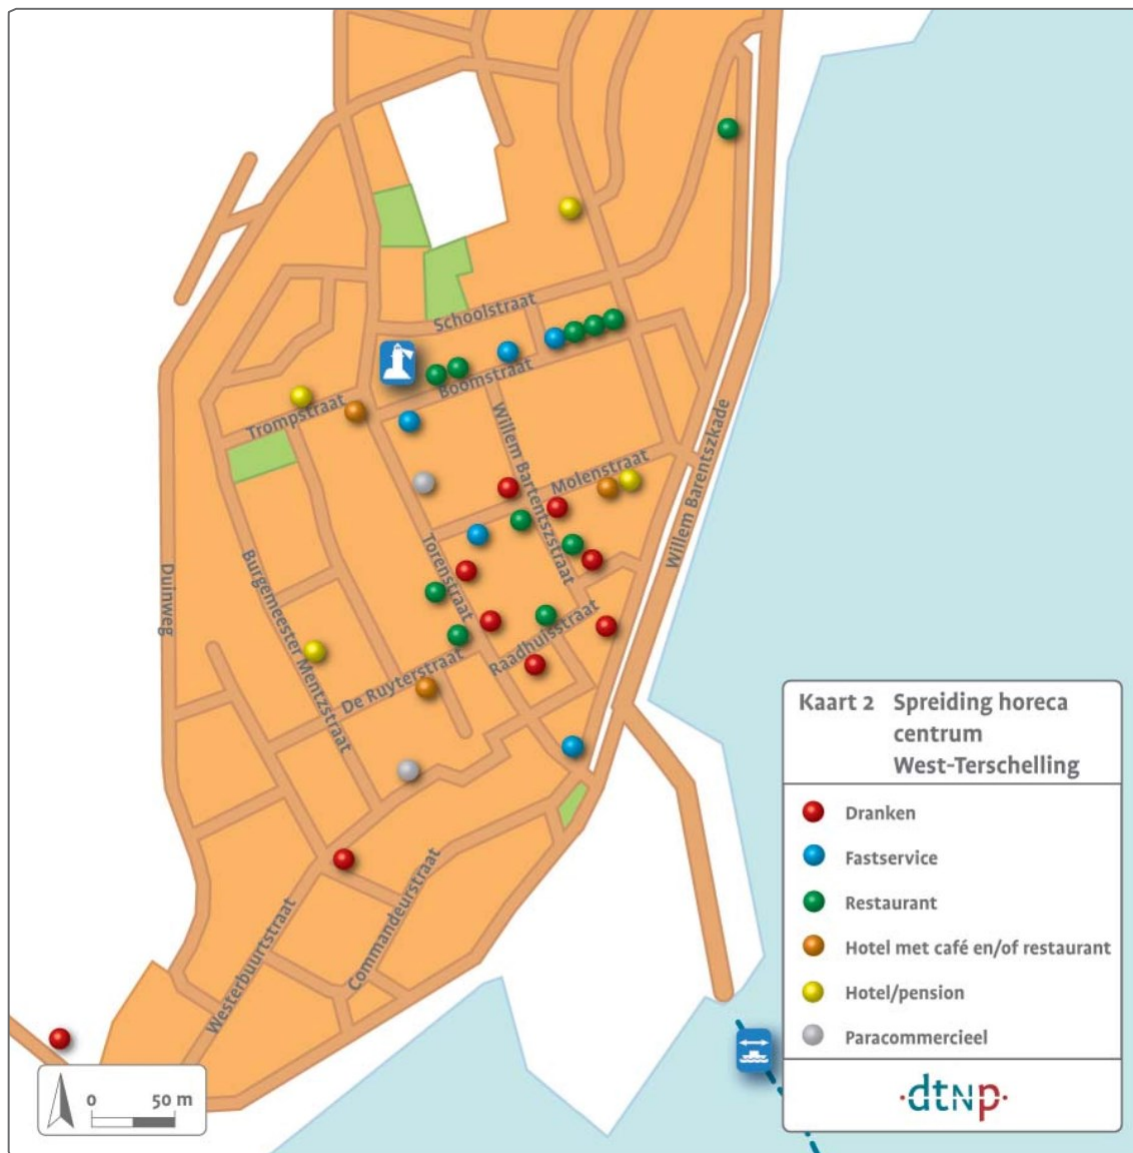 Schoolstraat
Boomstraat
Trompstraat
Willem Bartentszstraat
Molenstraat
Willem Barentszkade
Torenstraat
Burgemeester Mentzstraat
Duinweg
Raadhuisstraat
De Ruyterstraat
Commandeurstraat
Westerbuurtstraat
0 50 m
Kaart 2 Spreiding horeca
centrum
West-Terschelling
Dranken
Fastservice
Restaurant
Hotel met café en/of restaurant
Hotel/pension
Paracommercieel
·dtnp·